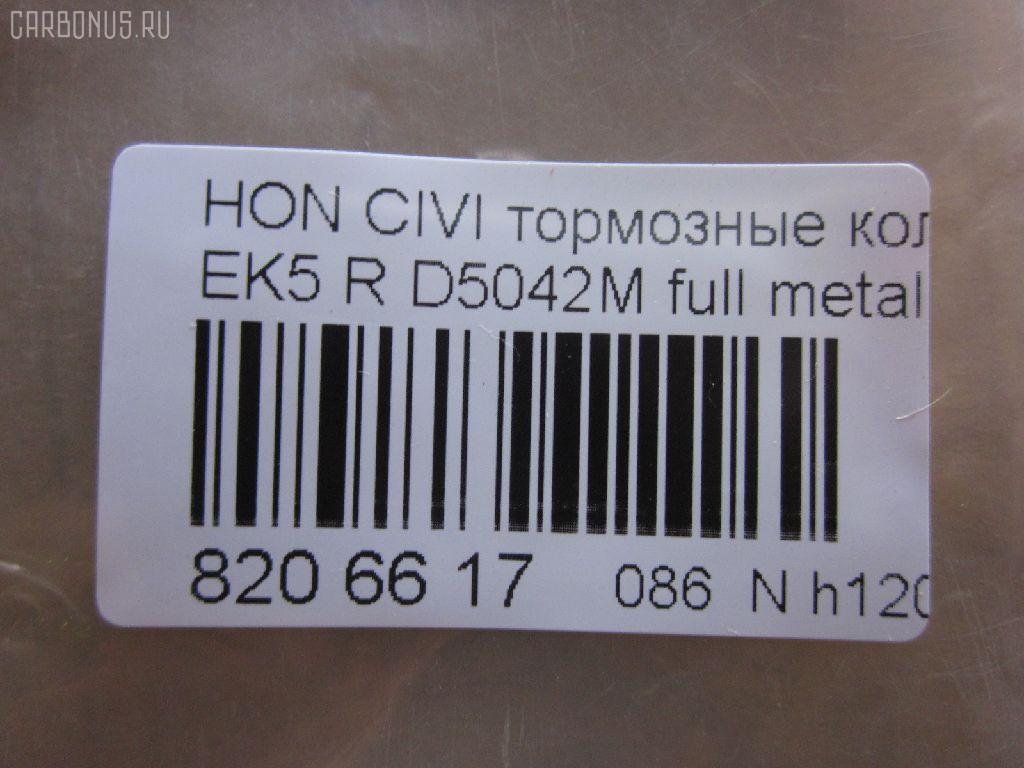 CARBONUS.RU
HON CIVI тормозные кол
EK5 R D5042M full metal
820 66 17 086 N h120